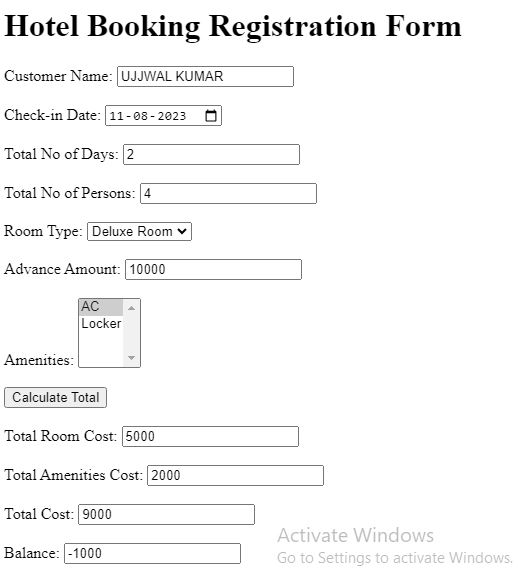 Hotel Booking Registration Form
Customer Name: UJJWAL KUMAR
Check-in Date: 11-08-2023
Total No of Days: 2
Total No of Persons: 4
Room Type: Deluxe Room
Advance Amount: 10000
AC
Locker
Amenities:
Calculate Total
Total Room Cost: 5000
Total Amenities Cost: 2000
Total Cost: 9000
Balance: -1000
Activate Windows
Go to Settings to activate Windows.